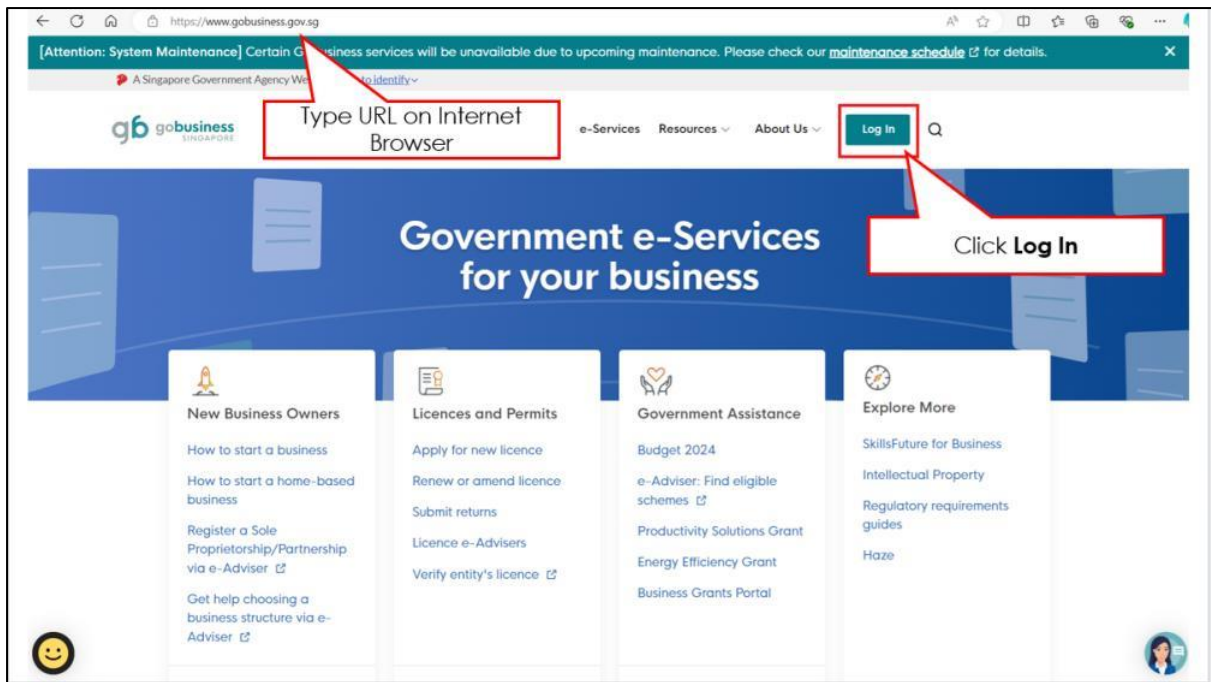 https://www.gobusiness.gov.sg
[Attention: System Maintenance] Certain G usiness services will be unavailable due to upcoming maintenance. Please check our maintenance schedule for details.
A Singapore Government Agency We to identify
gobusiness
SINGAPORE
Type URL on Internet
Browser
e-Services Resources About Us Log In
Click Log In
Government e-Services
for your business
New Business Owners
How to start a business
How to start a home-based
business
Register a Sole
Proprietorship/Partnership
via e-Adviser
Get help choosing a
business structure via e-
Adviser
Licences and Permits
Apply for new licence
Renew or amend licence
Submit returns
Licence e-Advisers
Verify entity's licence
Government Assistance
Budget 2024
e-Adviser: Find eligible
schemes
Productivity Solutions Grant
Energy Efficiency Grant
Business Grants Portal
Explore More
SkillsFuture for Business
Intellectual Property
Regulatory requirements
guides
Haze